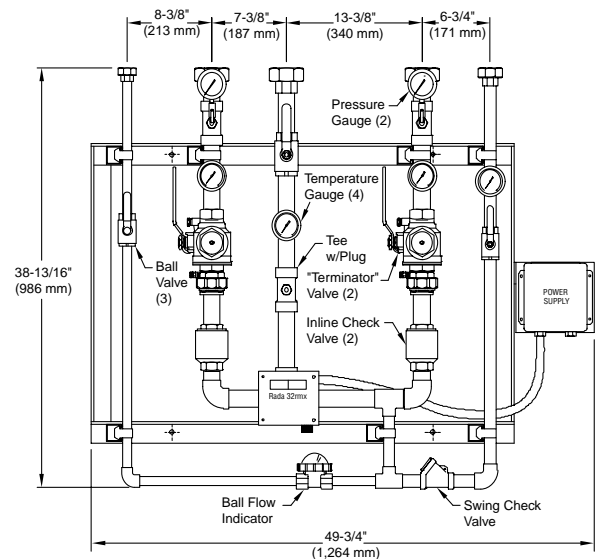 8-3/8"
(213 mm)
7-3/8"
(187 mm)
13-3/8"
(340 mm)
6-3/4"
(171 mm)
Pressure
Gauge (2)
Temperature
Gauge (4)
Tee
w/Plug
"Terminator"
Valve (2)
Ball
Valve
(3)
38-13/16"
(986 mm)
POWER
SUPPLY
Inline Check
Valve (2)
Rada 32rmx
Ball Flow
Indicator
Swing Check
Valve
49-3/4"
(1,264 mm)